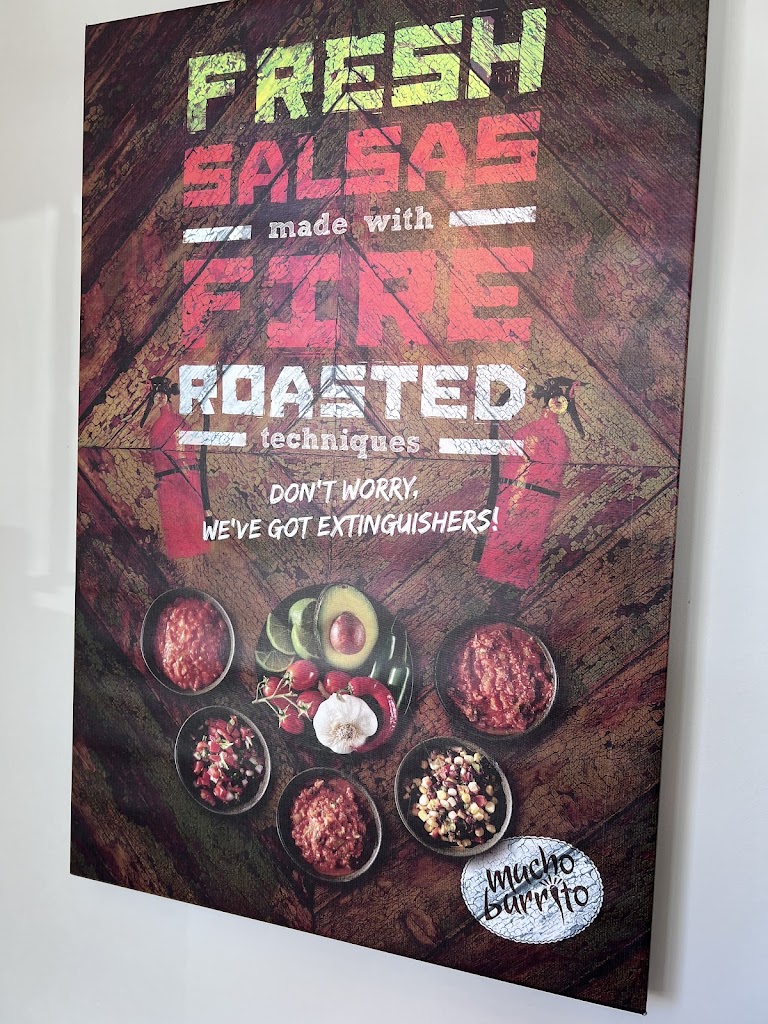 FRESH
SALSAS
made with
FIRE
ROASTED
techniques
DON'T WORRY,
WE'VE GOT EXTINGUISHERS!
mucho
burrito